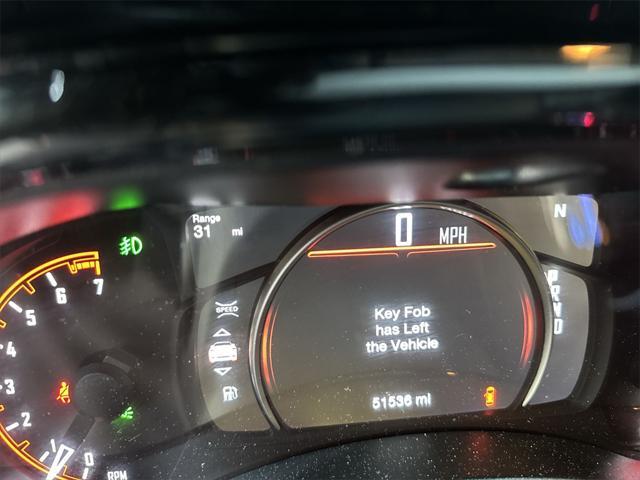 Range
31 mi
0 MPH
N
SPEED
P
R
N
D
Key Fob
has Left
the Vehicle
51536 mi
7
6
5
4
3
2
1
0
RPM